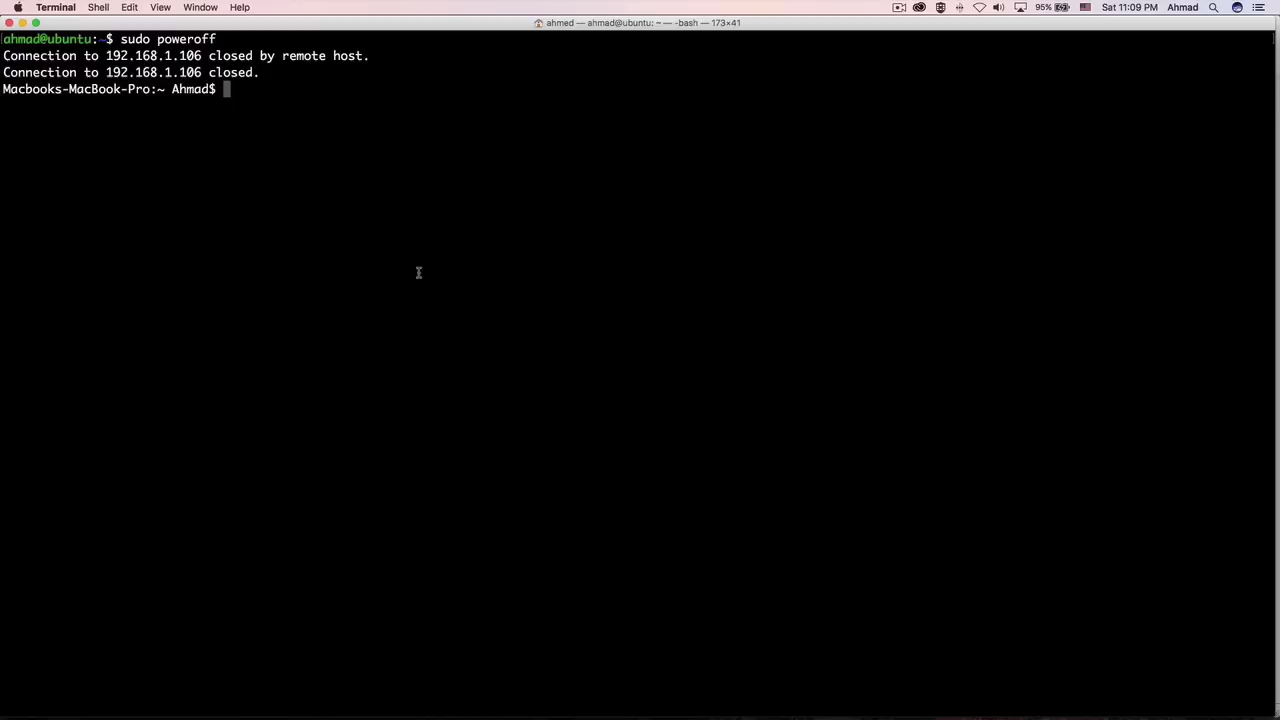 Terminal Shell Edit View Window Help 95% Sat 11:09 PM Ahmad
ahmed — ahmad@ubuntu: ~ — -bash — 173×41
ahmad@ubuntu:~$ sudo poweroff
Connection to 192.168.1.106 closed by remote host.
Connection to 192.168.1.106 closed.
Macbooks-MacBook-Pro:~ Ahmad$